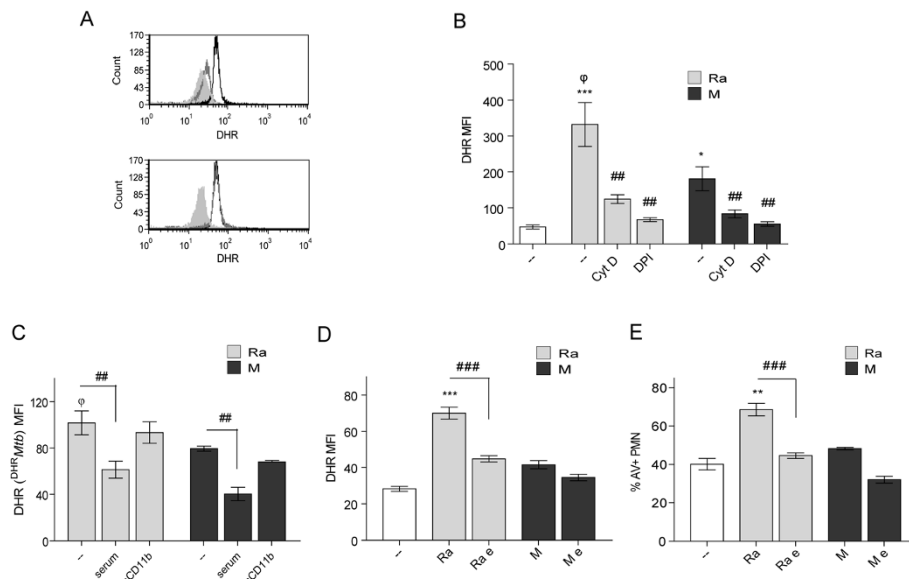 A
170
128
85
43
0
Count
10^0 10^1 10^2 10^3 10^4
DHR
170
128
85
43
0
Count
10^0 10^1 10^2 10^3 10^4
DHR
B
500
400
300
200
100
0
DHR MFI
Ra
M
φ
***
##
##
*
##
##
--
--
Cyt D
DPI
--
Cyt D
DPI
C
Ra
M
120
80
40
0
DHR (DHRMtb) MFI
##
φ
##
--
serum
--
serum
D
Ra
M
80
60
40
20
0
DHR MFI
###
***
--
Ra
Ra e
M
M e
E
Ra
M
80
60
40
20
0
% AV+ PMN
###
**
--
Ra
Ra e
M
M e